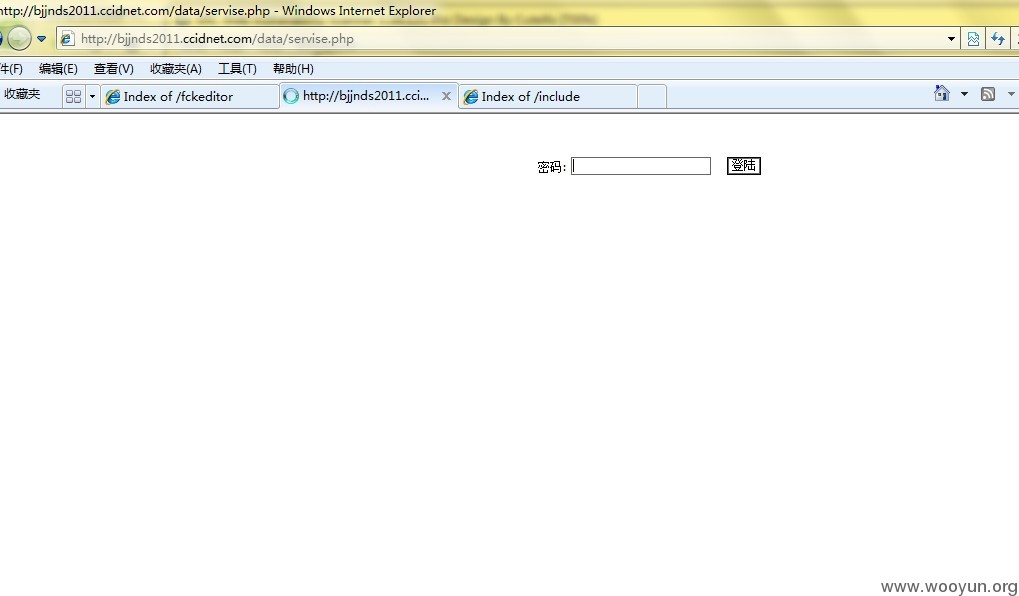 http://bjjnds2011.ccidnet.com/data/servise.php - Windows Internet Explorer
http://bjjnds2011.ccidnet.com/data/servise.php
件(F) 编辑(E) 查看(V) 收藏夹(A) 工具(T) 帮助(H)
收藏夹 Index of /fckeditor http://bjjnds2011.cci... Index of /include
密码: 登陆
www.wooyun.org